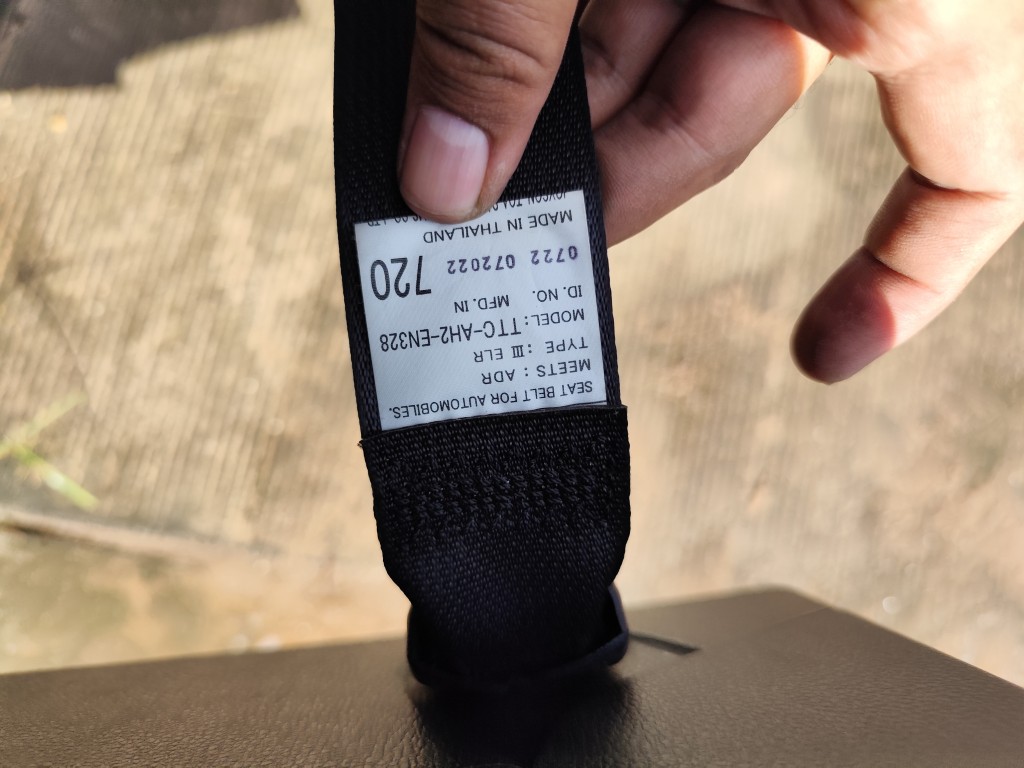 SEAT BELT FOR AUTOMOBILES.
MEETS : ADR
TYPE : III ELR
MODEL:TTC-AH2-EN328
ID. NO. MFD. IN
0722 072022 720
MADE IN THAILAND